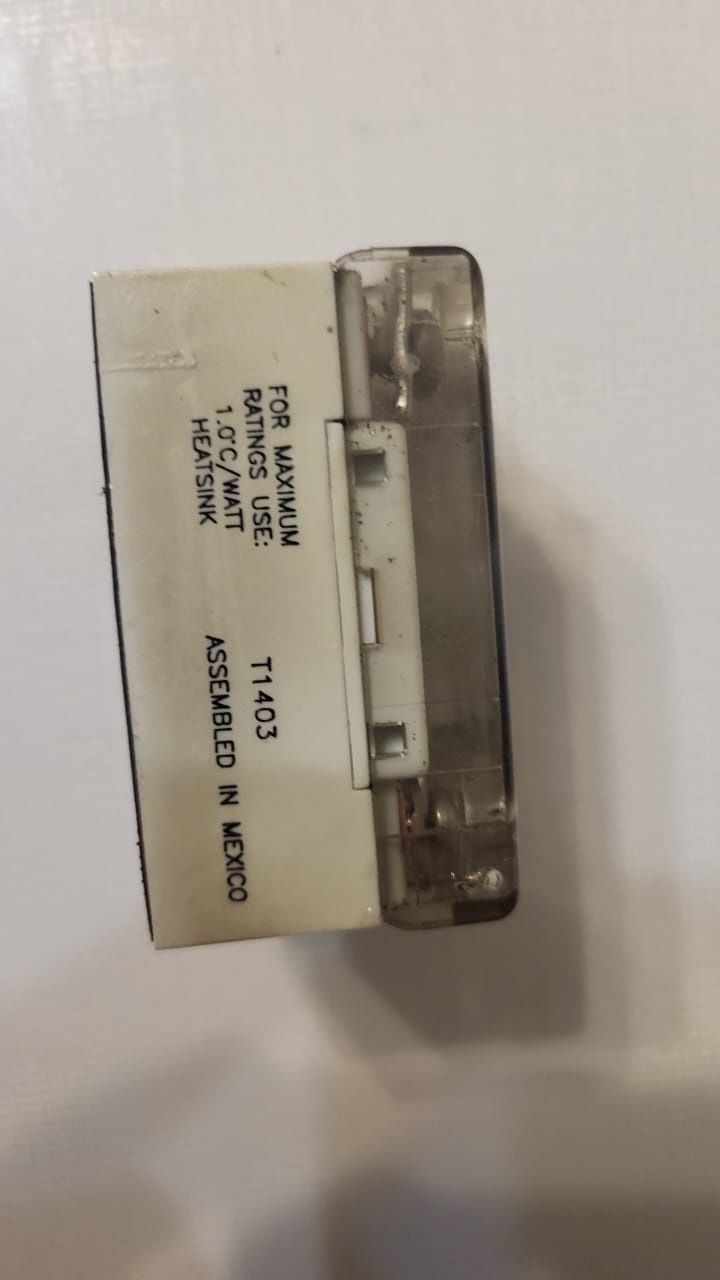 FOR MAXIMUM
RATINGS USE:
1.0°C/WATT
HEATSINK
T1403
ASSEMBLED IN MEXICO